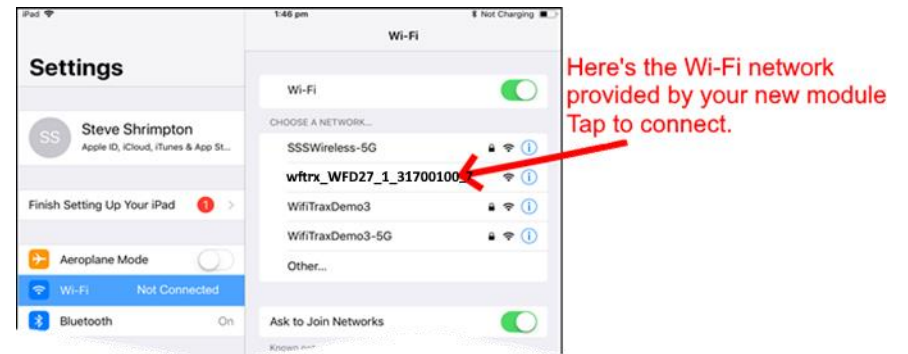 iPad
1:46 pm
Not Charging
Settings
SS
Steve Shrimpton
Apple ID, iCloud, iTunes & App St...
Finish Setting Up Your iPad 1
Aeroplane Mode
Wi-Fi Not Connected
Bluetooth On
Wi-Fi
Wi-Fi
CHOOSE A NETWORK...
SSSWireless-5G
wftrx_WFD27_1_31700100_7
WifiTraxDemo3
WifiTraxDemo3-5G
Other...
Ask to Join Networks
Known
Here's the Wi-Fi network
provided by your new module
Tap to connect.